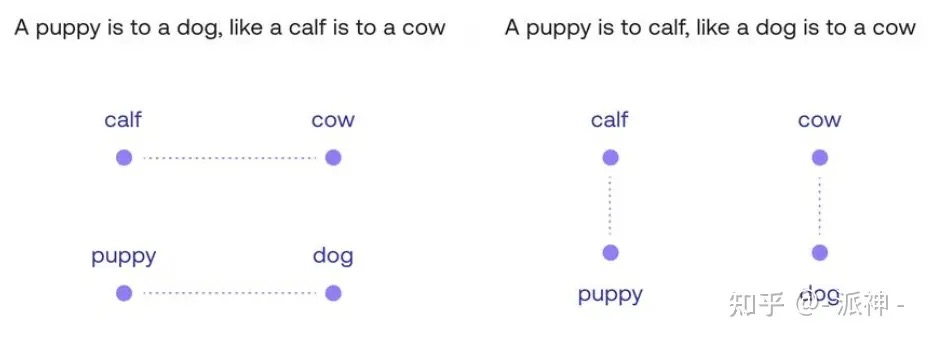 A puppy is to a dog, like a calf is to a cow
calf cow
puppy dog
A puppy is to calf, like a dog is to a cow
calf cow
puppy dog
知乎 @-派神-